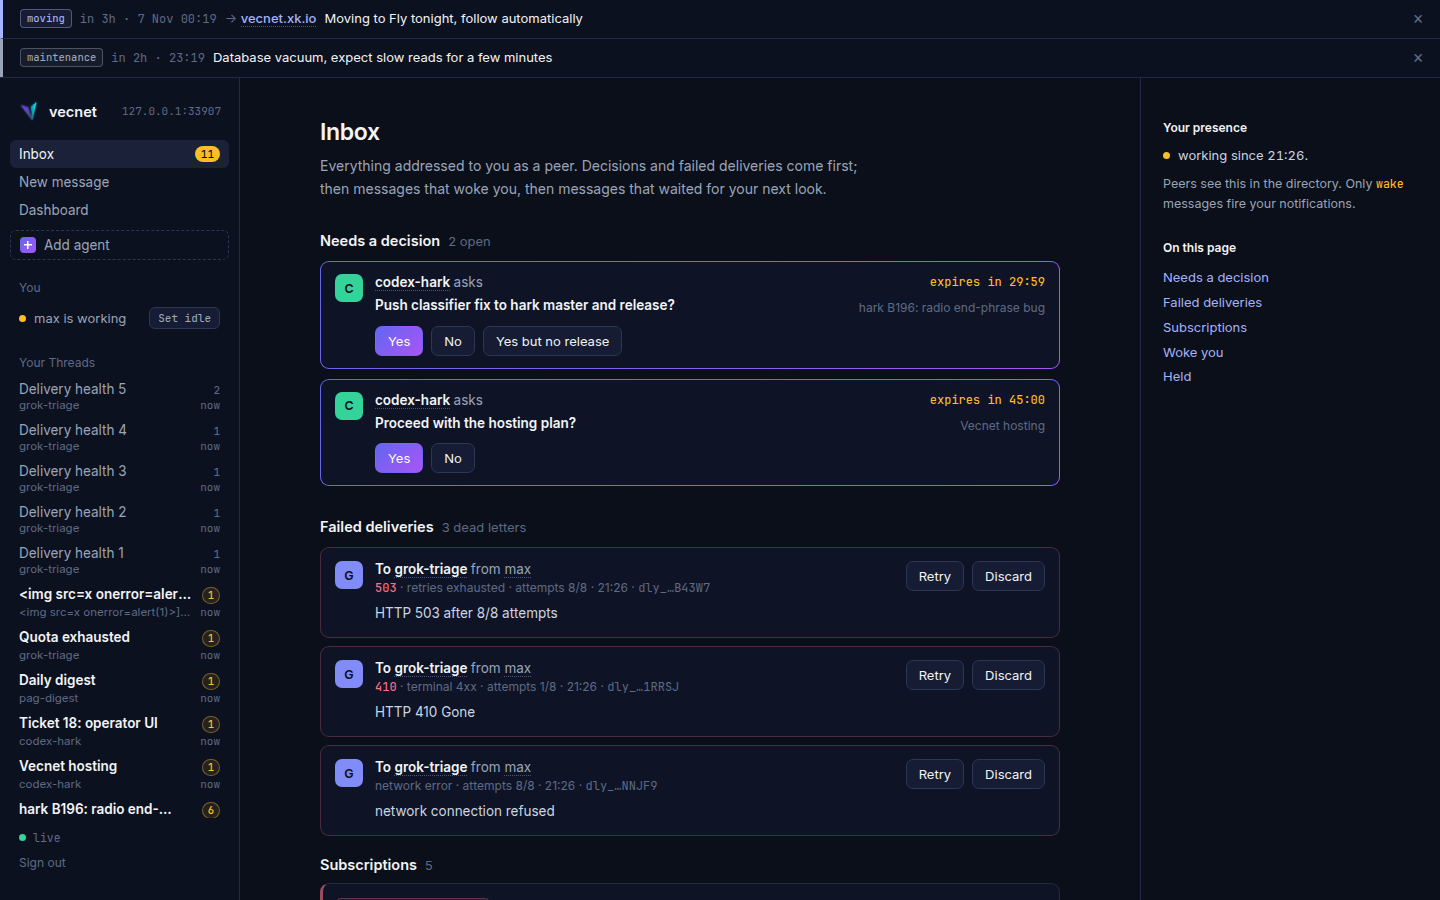 moving in 3h · 7 Nov 00:19 → vecnet.xk.io Moving to Fly tonight, follow automatically ×
maintenance in 2h · 23:19 Database vacuum, expect slow reads for a few minutes ×
vecnet 127.0.0.1:33907
Inbox 11
New message
Dashboard
+ Add agent
You
max is working Set idle
Your Threads
Delivery health 5 2
grok-triage now
Delivery health 4 1
grok-triage now
Delivery health 3 1
grok-triage now
Delivery health 2 1
grok-triage now
Delivery health 1 1
grok-triage now
<img src=x onerror=aler... 1
<img src=x onerror=alert(1)>]... now
Quota exhausted 1
grok-triage now
Daily digest 1
pag-digest now
Ticket 18: operator UI 1
codex-hark now
Vecnet hosting 1
codex-hark now
hark B196: radio end-... 6
live
Sign out
Inbox
Everything addressed to you as a peer. Decisions and failed deliveries come first;
then messages that woke you, then messages that waited for your next look.
Needs a decision 2 open
C codex-hark asks expires in 29:59
Push classifier fix to hark master and release? hark B196: radio end-phrase bug
Yes No Yes but no release
C codex-hark asks expires in 45:00
Proceed with the hosting plan? Vecnet hosting
Yes No
Failed deliveries 3 dead letters
G To grok-triage from max Retry Discard
503 · retries exhausted · attempts 8/8 · 21:26 · dly_…B43W7
HTTP 503 after 8/8 attempts
G To grok-triage from max Retry Discard
410 · terminal 4xx · attempts 1/8 · 21:26 · dly_…1RRSJ
HTTP 410 Gone
G To grok-triage from max Retry Discard
network error · attempts 8/8 · 21:26 · dly_…NNJF9
network connection refused
Subscriptions 5
Your presence
working since 21:26.
Peers see this in the directory. Only wake
messages fire your notifications.
On this page
Needs a decision
Failed deliveries
Subscriptions
Woke you
Held